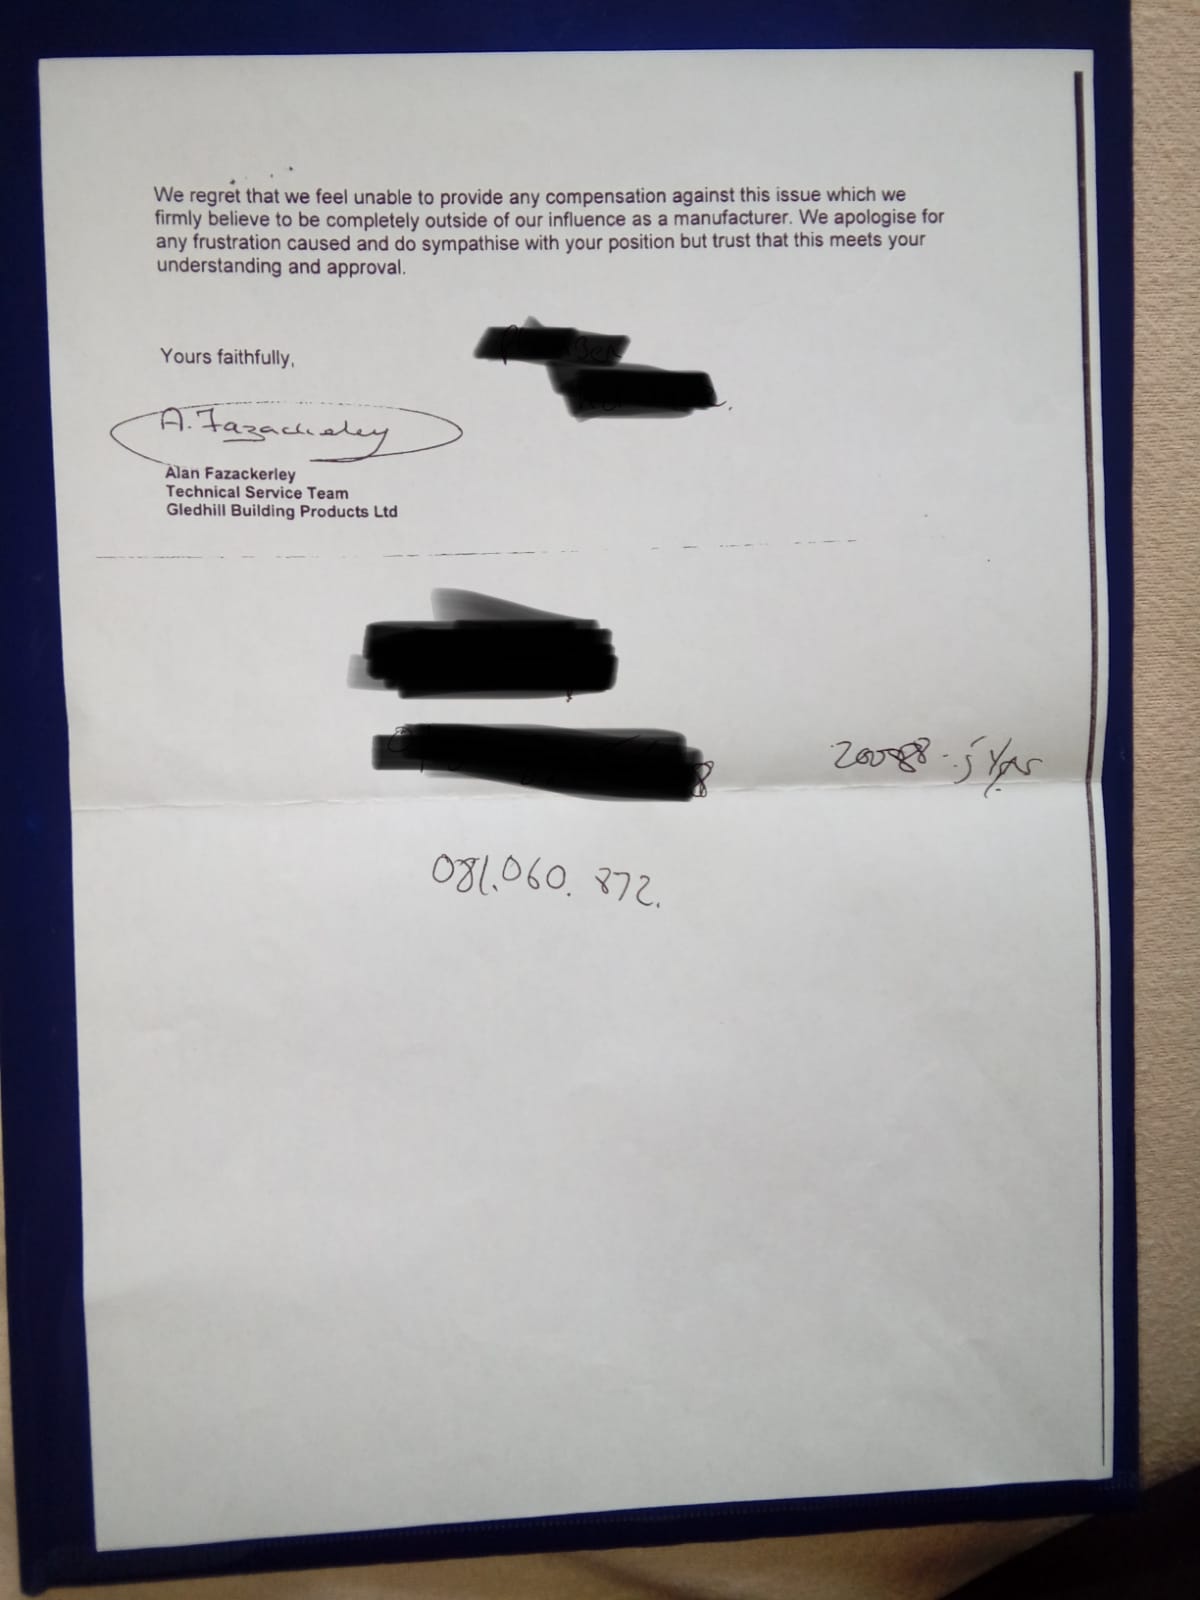 We regret that we feel unable to provide any compensation against this issue which we
firmly believe to be completely outside of our influence as a manufacturer. We apologise for
any frustration caused and do sympathise with your position but trust that this meets your
understanding and approval.
Yours faithfully,
A. Fazackerley
Alan Fazackerley
Technical Service Team
Gledhill Building Products Ltd
081.060. 872.